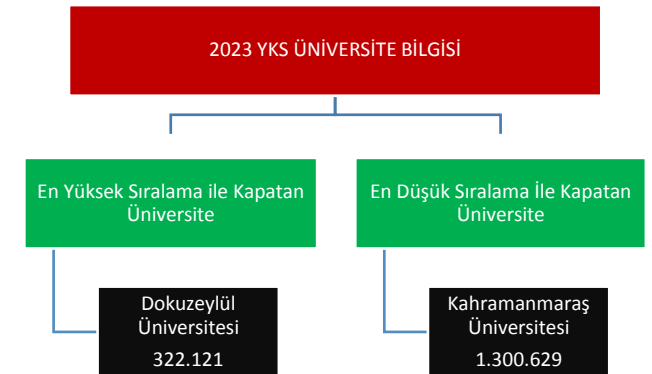 2023 YKS ÜNİVERSİTE BİLGİSİ
En Yüksek Sıralama ile Kapatan
Üniversite
En Düşük Sıralama İle Kapatan
Üniversite
Dokuzeylül
Üniversitesi
322.121
Kahramanmaraş
Üniversitesi
1.300.629